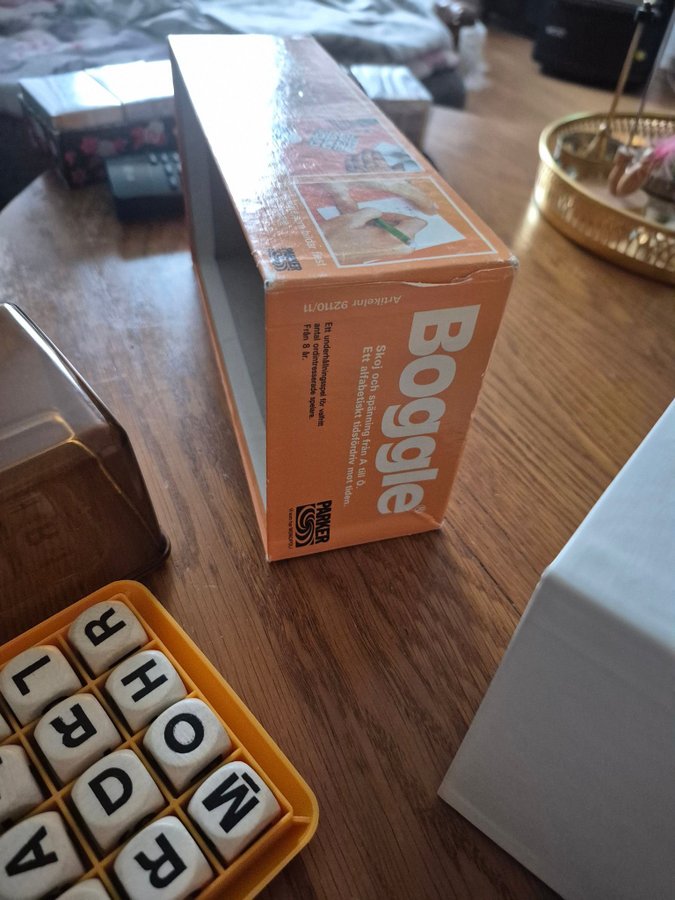 Boggle®
Skoj och spänning från A till Ö.
Ett alfabetiskt tidsfördriv mot tiden.
Ett underhållningsspel för valfritt
antal ordintresserade spelare.
Från 8 år.
Artikelnr 92110/11
PARKER
PARKER
R
L H
R O
D M
A R